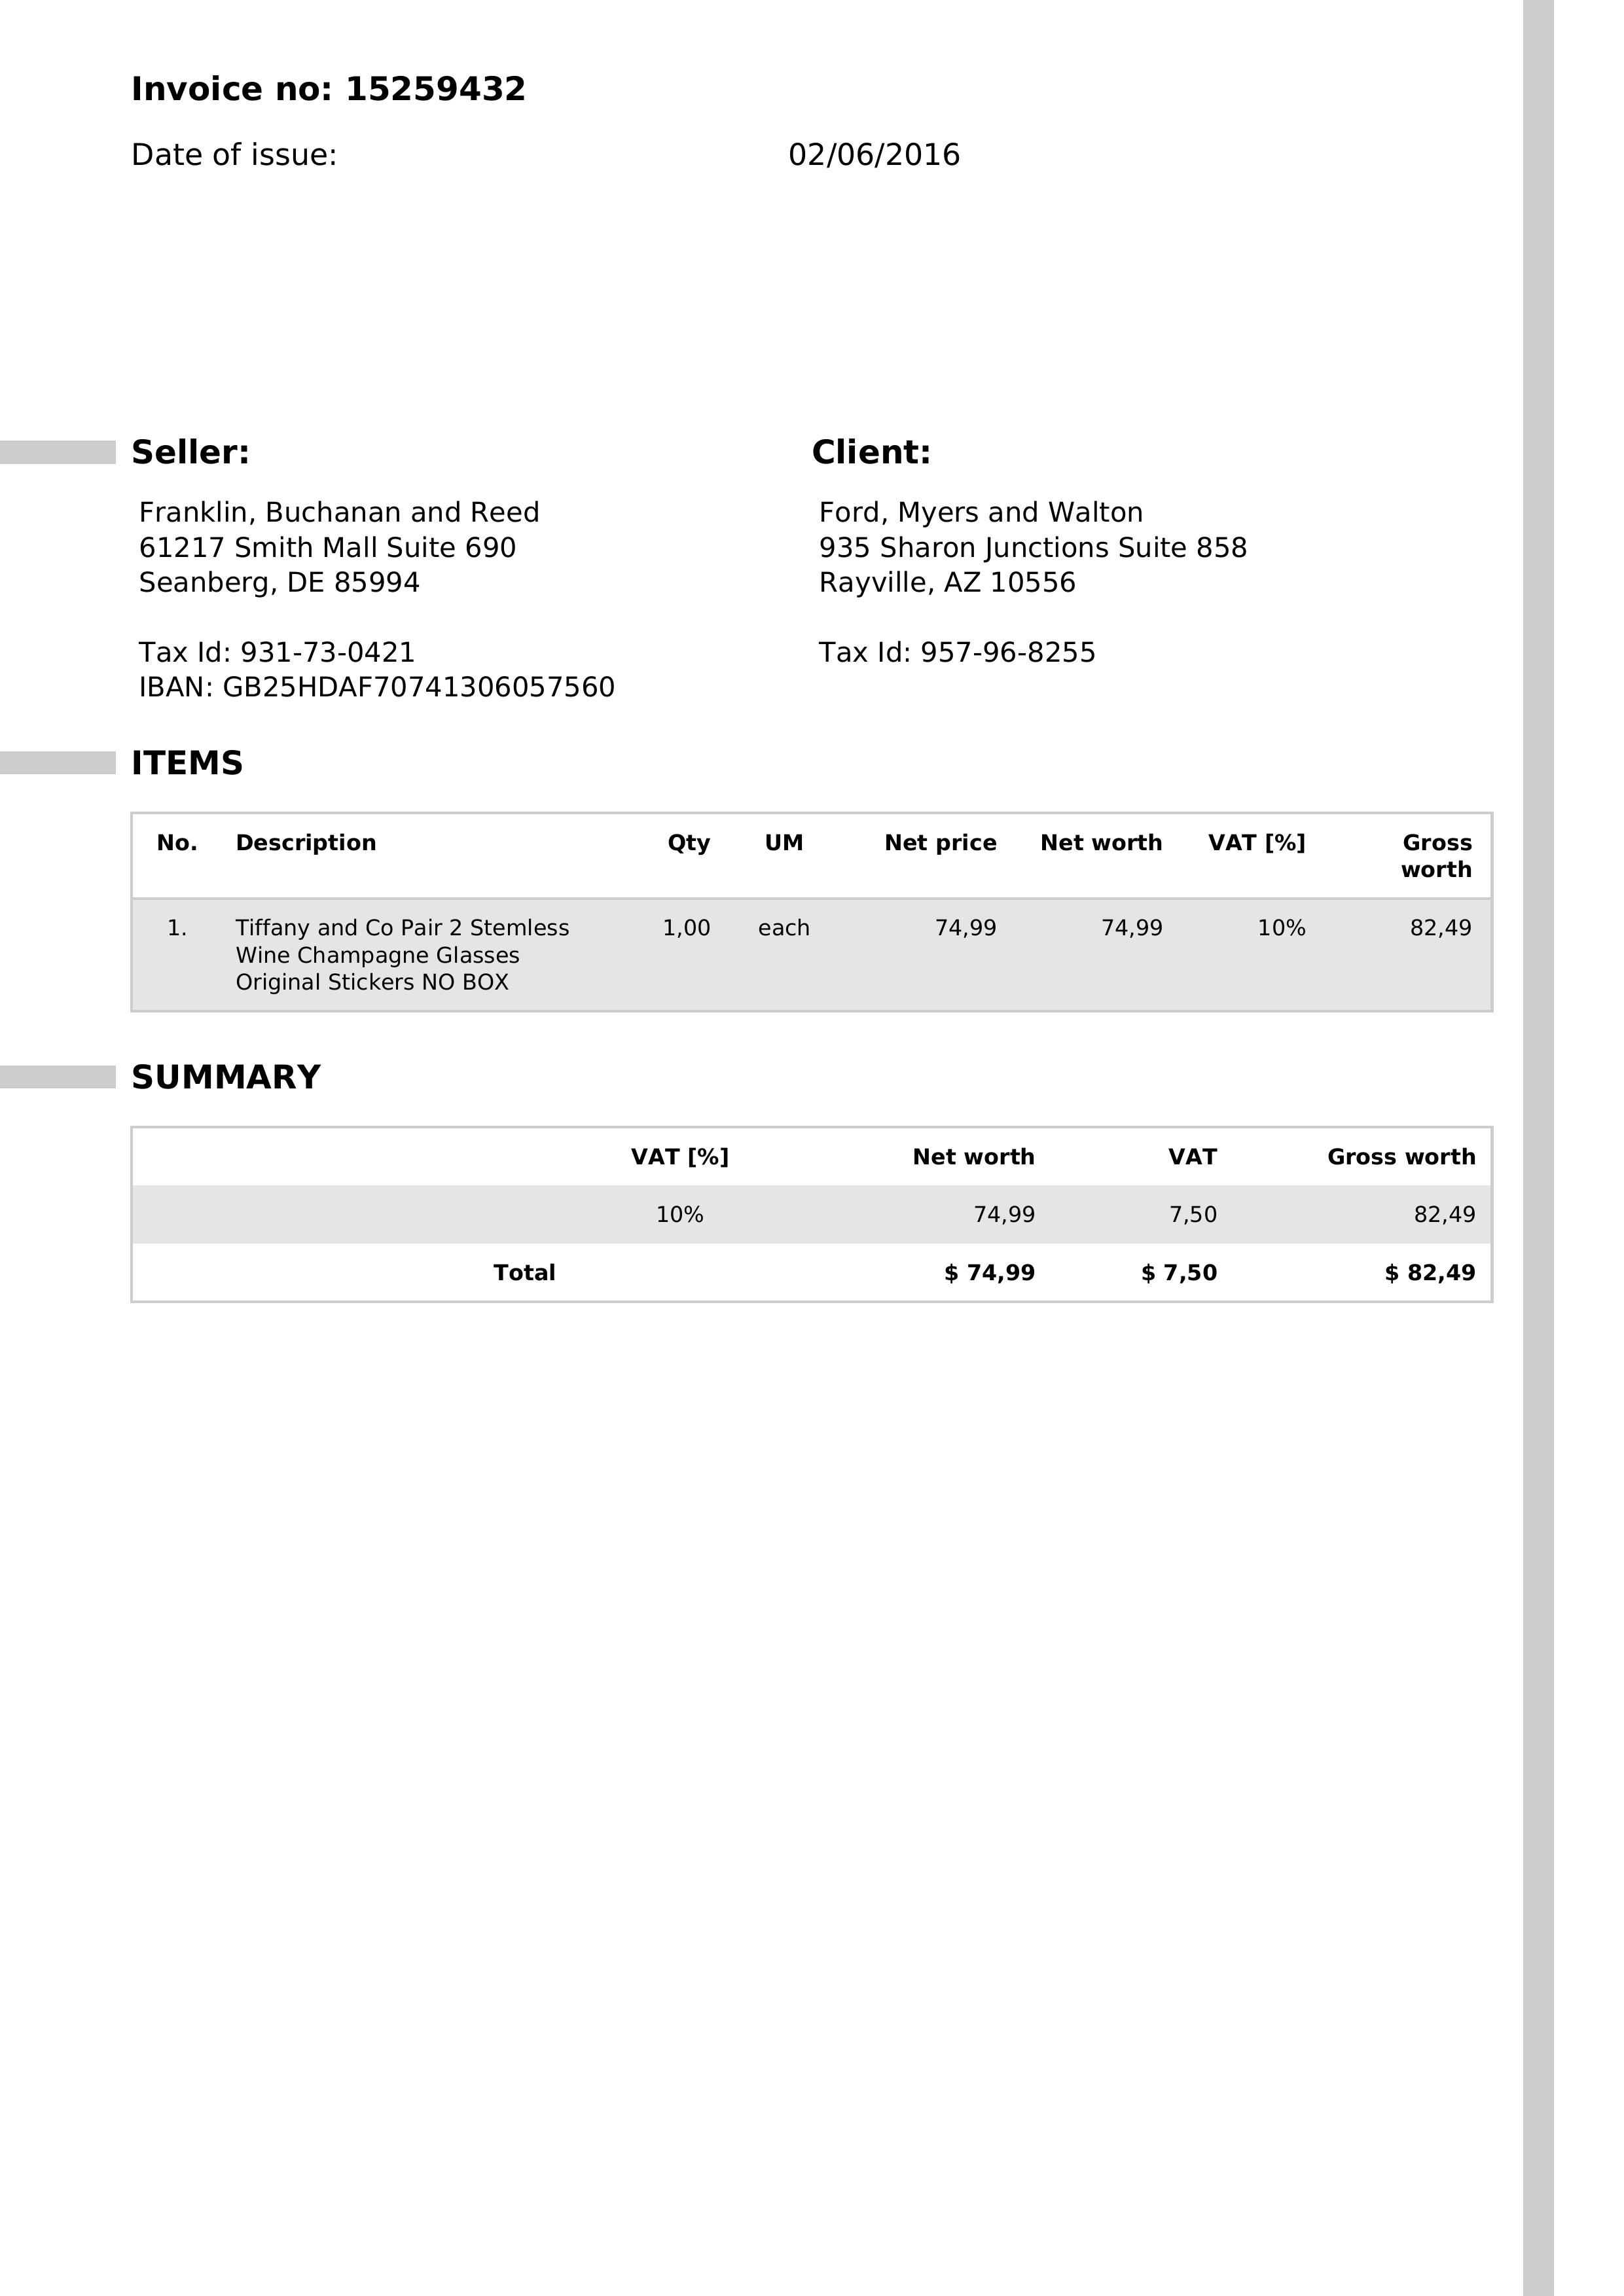 Invoice no: 15259432
Date of issue: 02/06/2016
Seller:
Franklin, Buchanan and Reed
61217 Smith Mall Suite 690
Seanberg, DE 85994
Tax Id: 931-73-0421
IBAN: GB25HDAF70741306057560
Client:
Ford, Myers and Walton
935 Sharon Junctions Suite 858
Rayville, AZ 10556
Tax Id: 957-96-8255
ITEMS
No. Description Qty UM Net price Net worth VAT [%] Gross
worth
1. Tiffany and Co Pair 2 Stemless 1,00 each 74,99 74,99 10% 82,49
Wine Champagne Glasses
Original Stickers NO BOX
SUMMARY
VAT [%] Net worth VAT Gross worth
10% 74,99 7,50 82,49
Total $ 74,99 $ 7,50 $ 82,49